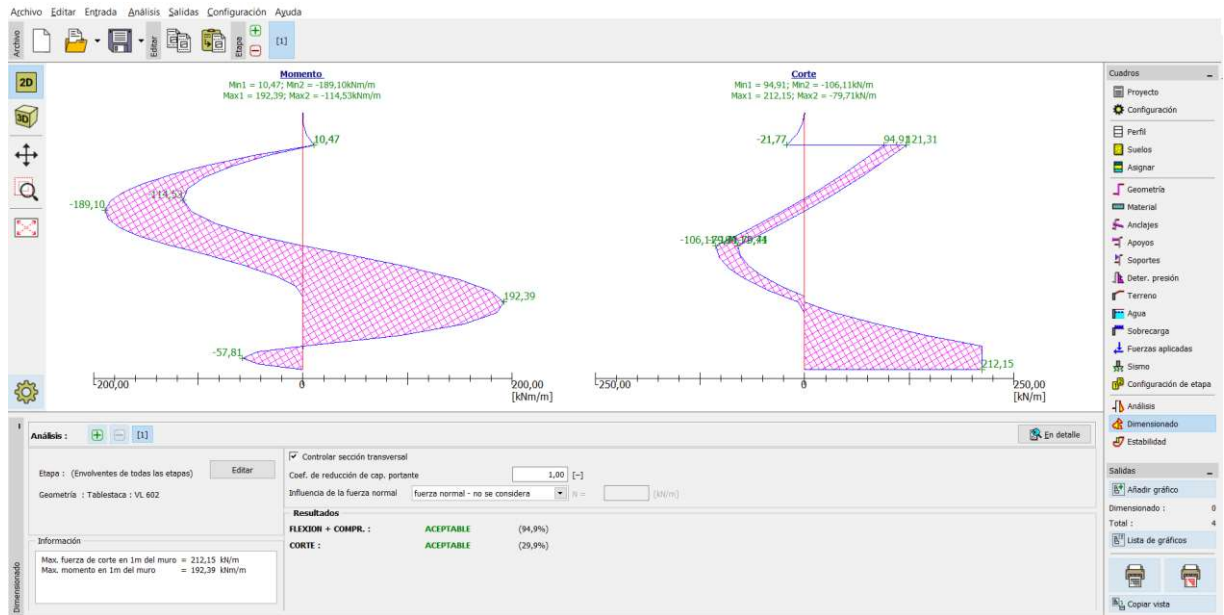 Archivo Editar Entrada Análisis Salidas Configuración Ayuda
Archivo
Editar
Etapa
[1]
2D
3D
Momento
Min1 = 10,47; Min2 = -189,10kNm/m
Max1 = 192,39; Max2 = -114,53kNm/m
10,47
-114,53
-189,10
192,39
-57,81
-200,00
0
200,00
[kNm/m]
Corte
Min1 = 94,91; Min2 = -106,11kN/m
Max1 = 212,15; Max2 = -79,71kN/m
-21,77
94,91
121,31
-106,11
212,15
-250,00
0
250,00
[kN/m]
Cuadros
Proyecto
Configuración
Perfil
Suelos
Asignar
Geometría
Material
Anclajes
Apoyos
Soportes
Deter. presión
Terreno
Agua
Sobrecarga
Fuerzas aplicadas
Sismo
Configuración de etapa
Análisis
Dimensionado
Estabilidad
Salidas
Añadir gráfico
Dimensionado : 0
Total : 4
Lista de gráficos
Copiar vista
Dimensionado
Análisis : [1]
En detalle
Etapa : (Envolventes de todas las etapas) Editar
Geometría : Tablestaca : VL 602
Información
Max. fuerza de corte en 1m del muro = 212,15 kN/m
Max. momento en 1m del muro = 192,39 kNm/m
Controlar sección transversal
Coef. de reducción de cap. portante 1,00 [–]
Influencia de la fuerza normal fuerza normal - no se considera N = [kN/m]
Resultados
FLEXION + COMPR. : ACEPTABLE (94,9%)
CORTE : ACEPTABLE (29,9%)